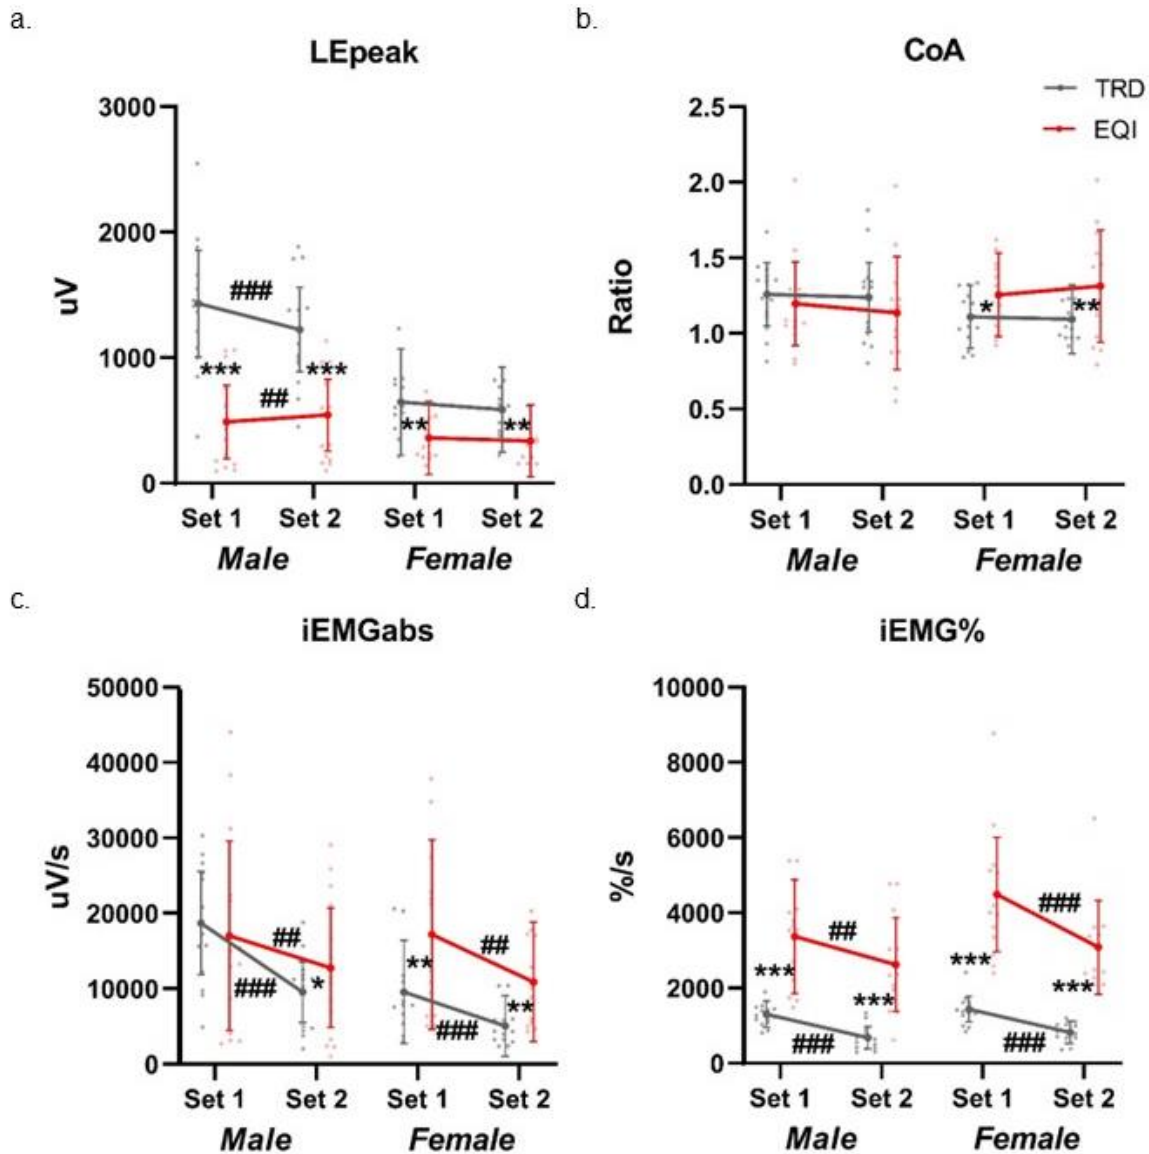 a.
LEpeak
3000
2000
1000
0
uV
###
***
***
##
**
**
Set 1 Set 2 Set 1 Set 2
Male Female
b.
CoA
TRD
EQI
2.5
2.0
1.5
1.0
0.5
0.0
Ratio
*
**
Set 1 Set 2 Set 1 Set 2
Male Female
c.
iEMGabs
50000
40000
30000
20000
10000
0
uV/s
##
###
*
##
**
###
**
Set 1 Set 2 Set 1 Set 2
Male Female
d.
iEMG%
10000
8000
6000
4000
2000
0
%/s
##
***
***
###
###
***
***
###
Set 1 Set 2 Set 1 Set 2
Male Female